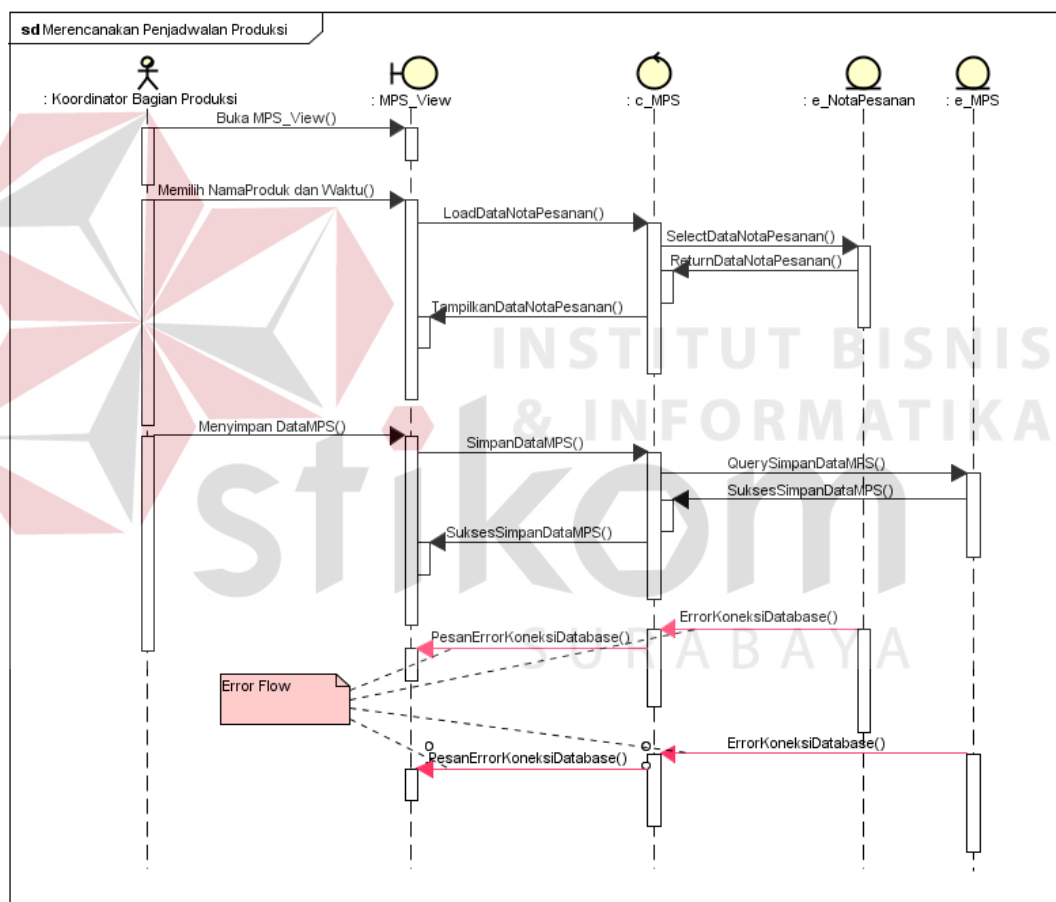 sd Merencanakan Penjadwalan Produksi
: Koordinator Bagian Produksi
: MPS_View
: c_MPS
: e_NotaPesanan
: e_MPS
Buka MPS_View()
Memilih NamaProduk dan Waktu()
LoadDataNotaPesanan()
SelectDataNotaPesanan()
ReturnDataNotaPesanan()
TampilkanDataNotaPesanan()
INSTITUT BISNIS
& INFORMATIKA
Menyimpan DataMPS()
SimpanDataMPS()
QuerySimpanDataMPS()
SuksesSimpanDataMPS()
SuksesSimpanDataMPS()
stikom
ErrorKoneksiDatabase()
PesanErrorKoneksiDatabase()
SURABAYA
Error Flow
ErrorKoneksiDatabase()
PesanErrorKoneksiDatabase()